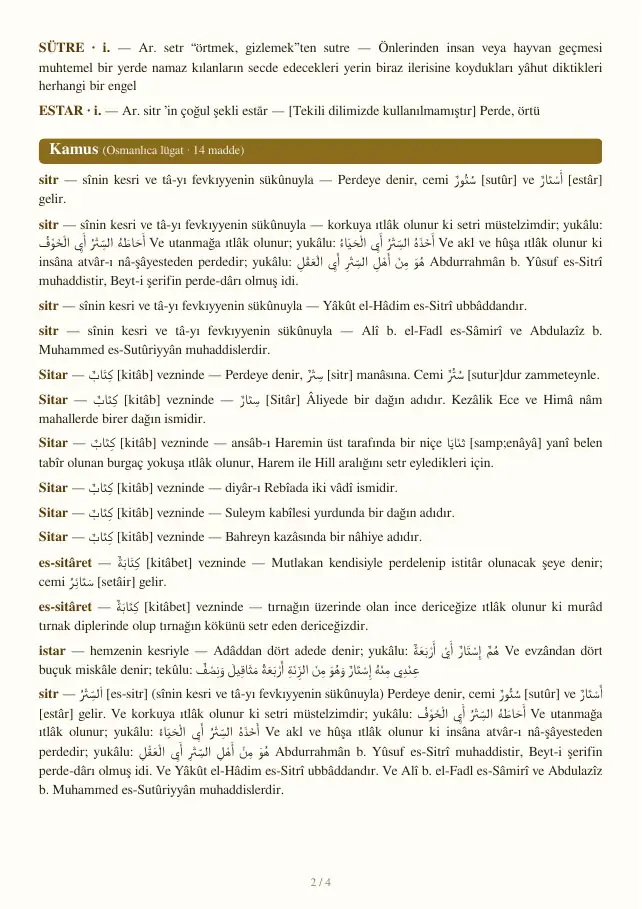 SÜTRE · i. — Ar. setr “örtmek, gizlemek”ten sutre — Önlerinden insan veya hayvan geçmesi
muhtemel bir yerde namaz kılanların secde edecekleri yerin biraz ilerisine koydukları yâhut diktikleri
herhangi bir engel
ESTAR · i. — Ar. sitr ’in çoğul şekli estār — [Tekili dilimizde kullanılmamıştır] Perde, örtü
Kamus (Osmanlıca lügat · 14 madde)
sitr — sînin kesri ve tâ-yı fevkıyyenin sükûnuyla — Perdeye denir, cemi سُتُورٌ [sutûr] ve أَسْتَارٌ [estâr]
gelir.
sitr — sînin kesri ve tâ-yı fevkıyyenin sükûnuyla — korkuya ıtlâk olunur ki setri müstelzimdir; yukâlu:
أَحَاطَهُ السِّتْرُ أَيِ الْخَوْفُ Ve utanmağa ıtlâk olunur; yukâlu: أَخَذَهُ السِّتْرُ أَيِ الْحَيَاءُ Ve akl ve hûşa ıtlâk olunur ki
insâna atvâr-ı nâ-şâyesteden perdedir; yukâlu: هُوَ مِنْ أَهْلِ السِّتْرِ أَيِ الْعَقْلِ Abdurrahmân b. Yûsuf es-Sitrî
muhaddistir, Beyt-i şerifin perde-dârı olmuş idi.
sitr — sînin kesri ve tâ-yı fevkıyyenin sükûnuyla — Yâkût el-Hâdim es-Sitrî ubbâddandır.
sitr — sînin kesri ve tâ-yı fevkıyyenin sükûnuyla — Alî b. el-Fadl es-Sâmirî ve Abdulazîz b.
Muhammed es-Sutûriyyân muhaddislerdir.
Sitar — كِتَابٌ [kitâb] vezninde — Perdeye denir, سِتْرٌ [sitr] manâsına. Cemi سُتُرٌ [sutur]dur zammeteynle.
Sitar — كِتَابٌ [kitâb] vezninde — سِتَارٌ [Sitâr] Âliyede bir dağın adıdır. Kezâlik Ece ve Himâ nâm
mahallerde birer dağın ismidir.
Sitar — كِتَابٌ [kitâb] vezninde — ansâb-ı Haremin üst tarafında bir niçe ثَنَايَا [samp;enâyâ] yanî belen
tabîr olunan burgaç yokuşa ıtlâk olunur, Harem ile Hill aralığını setr eyledikleri için.
Sitar — كِتَابٌ [kitâb] vezninde — diyâr-ı Rebîada iki vâdî ismidir.
Sitar — كِتَابٌ [kitâb] vezninde — Suleym kabîlesi yurdunda bir dağın adıdır.
Sitar — كِتَابٌ [kitâb] vezninde — Bahreyn kazâsında bir nâhiye adıdır.
es-sitâret — كِتَابَةٌ [kitâbet] vezninde — Mutlakan kendisiyle perdelenip istitâr olunacak şeye denir;
cemi سَتَائِرُ [setâir] gelir.
es-sitâret — كِتَابَةٌ [kitâbet] vezninde — tırnağın üzerinde olan ince dericeğize ıtlâk olunur ki murâd
tırnak diplerinde olup tırnağın kökünü setr eden dericeğizdir.
istar — hemzenin kesriyle — Adâddan dört adede denir; yukâlu: هُمْ إِسْتَارٌ أَيْ أَرْبَعَةٌ Ve evzândan dört
buçuk miskâle denir; tekûlu: عِنْدِي مِنْهُ إِسْتَارٌ وَهُوَ مِنَ الزِّنَةِ أَرْبَعَةُ مَثَاقِيلَ وَنِصْفٌ
sitr — اَلسِّتْرُ [es-sitr] (sînin kesri ve tâ-yı fevkıyyenin sükûnuyla) Perdeye denir, cemi سُتُورٌ [sutûr] ve أَسْتَارٌ
[estâr] gelir. Ve korkuya ıtlâk olunur ki setri müstelzimdir; yukâlu: أَحَاطَهُ السِّتْرُ أَيِ الْخَوْفُ Ve utanmağa
ıtlâk olunur; yukâlu: أَخَذَهُ السِّتْرُ أَيِ الْحَيَاءُ Ve akl ve hûşa ıtlâk olunur ki insâna atvâr-ı nâ-şâyesteden
perdedir; yukâlu: هُوَ مِنْ أَهْلِ السِّتْرِ أَيِ الْعَقْلِ Abdurrahmân b. Yûsuf es-Sitrî muhaddistir, Beyt-i şerifin
perde-dârı olmuş idi. Ve Yâkût el-Hâdim es-Sitrî ubbâddandır. Ve Alî b. el-Fadl es-Sâmirî ve Abdulazîz
b. Muhammed es-Sutûriyyân muhaddislerdir.
2 / 4